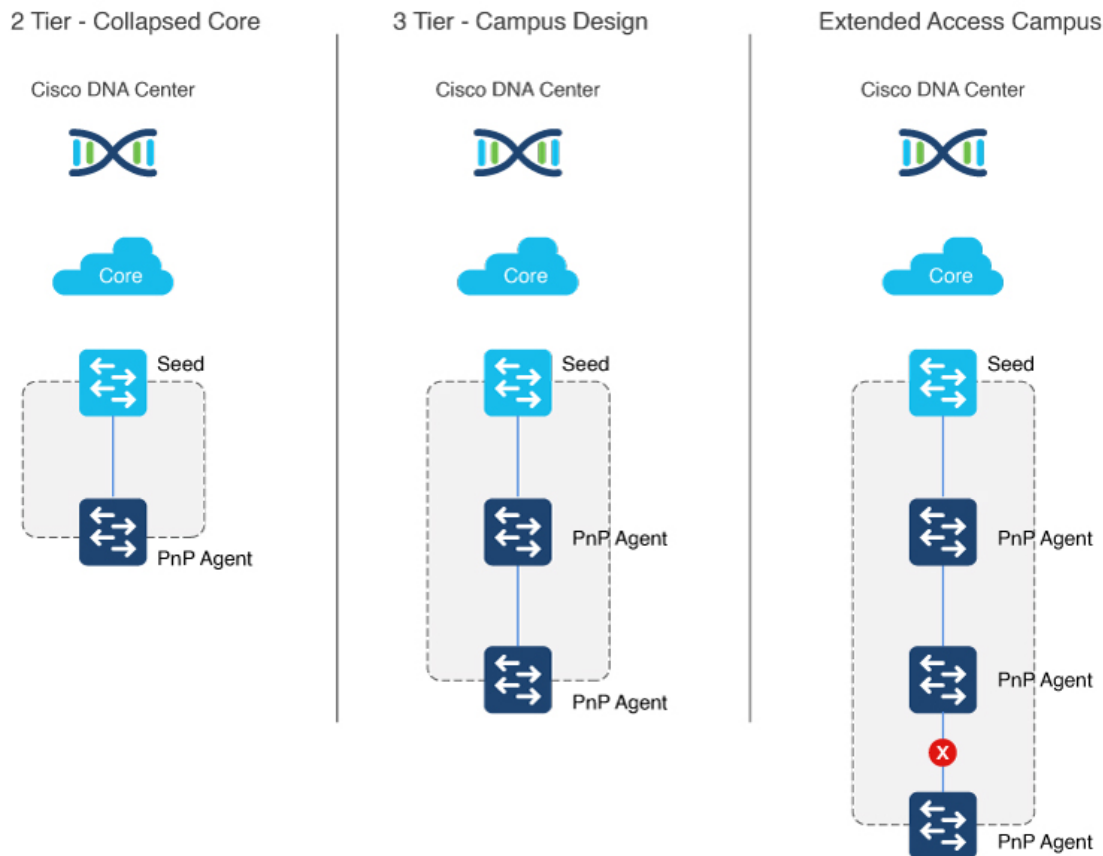 2 Tier - Collapsed Core
Cisco DNA Center
Core
Seed
PnP Agent
3 Tier - Campus Design
Cisco DNA Center
Core
Seed
PnP Agent
PnP Agent
Extended Access Campus
Cisco DNA Center
Core
Seed
PnP Agent
PnP Agent
X
PnP Agent